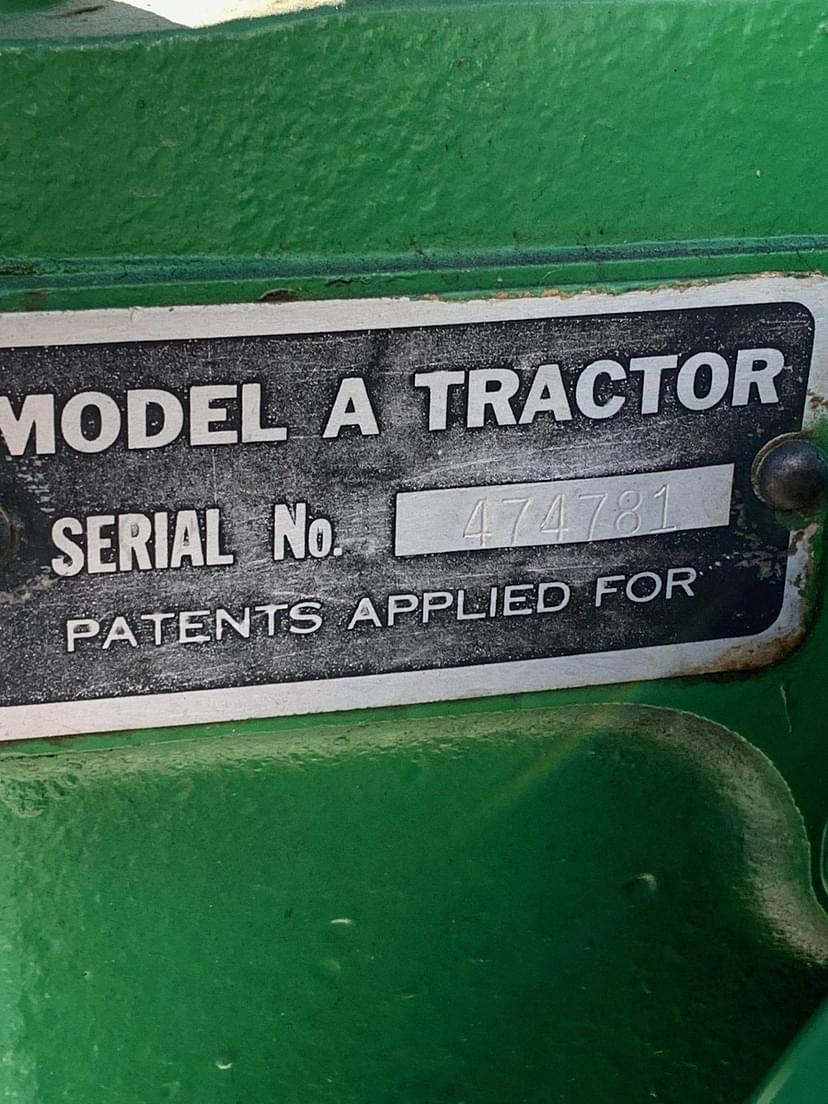 MODEL A TRACTOR
SERIAL No. 474781
PATENTS APPLIED FOR